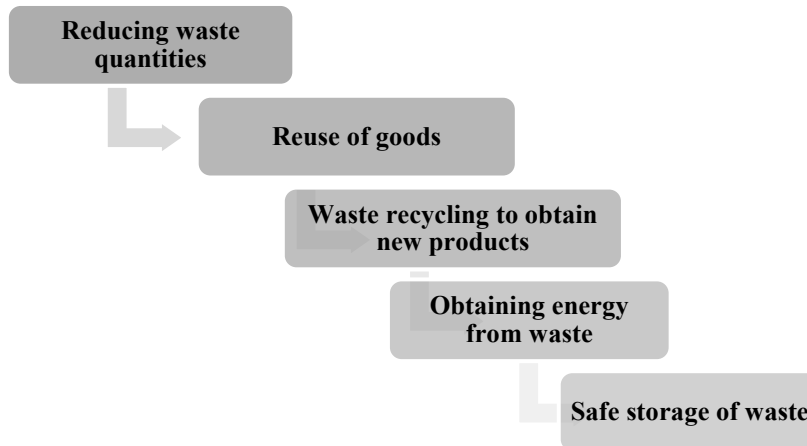 Reducing waste
quantities
Reuse of goods
Waste recycling to obtain
new products
Obtaining energy
from waste
Safe storage of waste